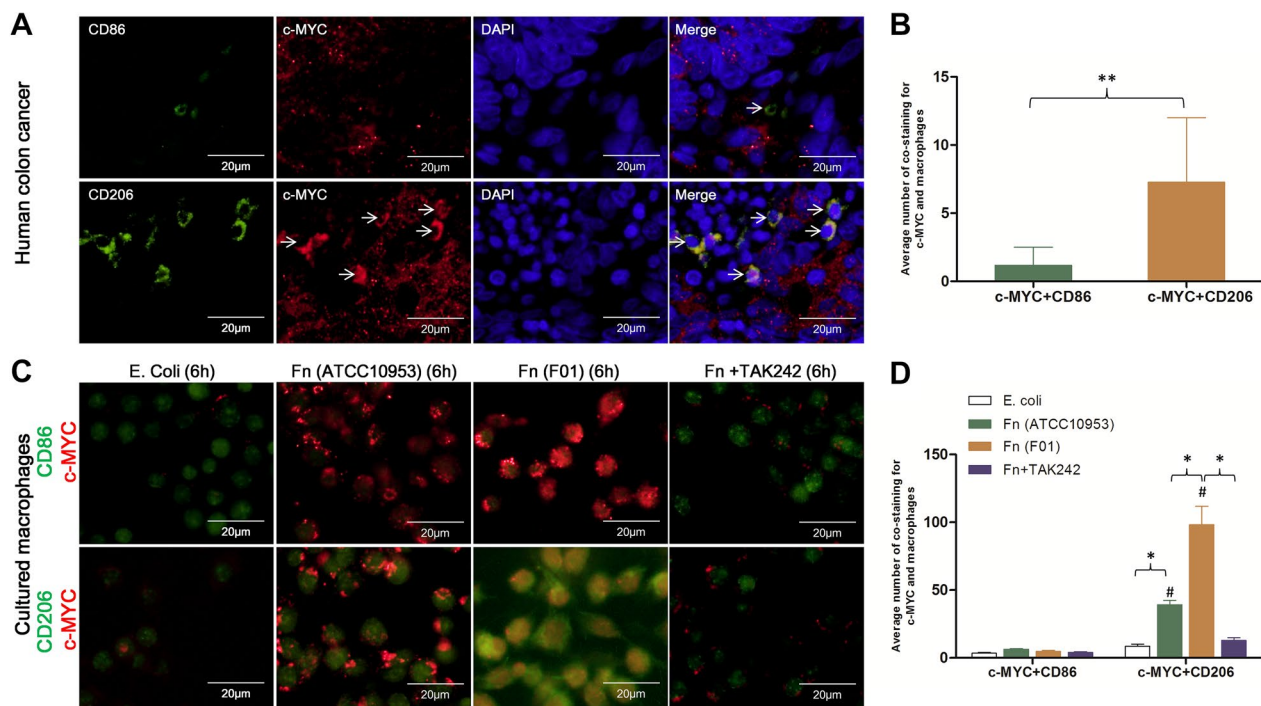 A
Human colon cancer
CD86
c-MYC
DAPI
Merge
20μm
20μm
20μm
20μm
CD206
c-MYC
DAPI
Merge
20μm
20μm
20μm
20μm
B
Average number of co-staining for
c-MYC and macrophages
15
10
5
0
**
c-MYC+CD86
c-MYC+CD206
C
Cultured macrophages
E. Coli (6h)
Fn (ATCC10953) (6h)
Fn (F01) (6h)
Fn +TAK242 (6h)
CD86
c-MYC
20μm
20μm
20μm
20μm
CD206
c-MYC
20μm
20μm
20μm
20μm
D
E. coli
Fn (ATCC10953)
Fn (F01)
Fn+TAK242
Average number of co-staining for
c-MYC and macrophages
150
100
50
0
*
#
*
#
*
c-MYC+CD86
c-MYC+CD206